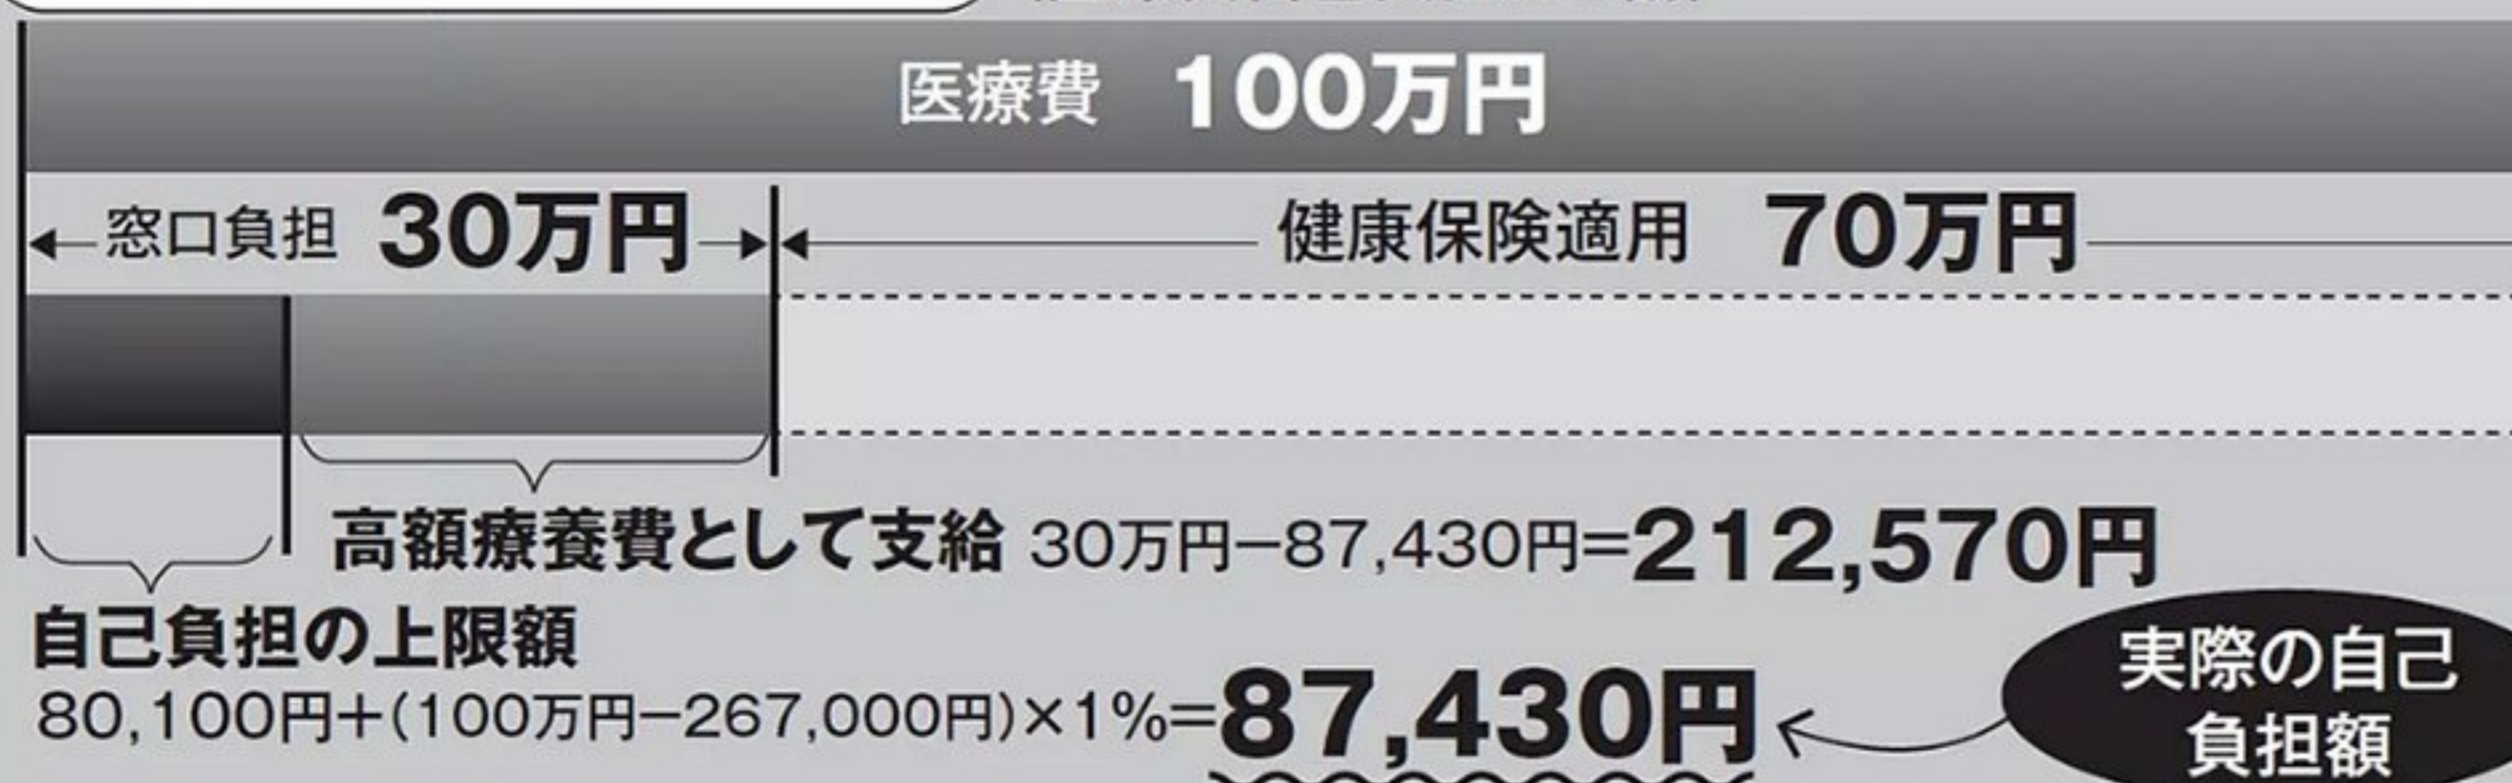 医療費 100万円
窓口負担 30万円
健康保険適用 70万円
高額療養費として支給 30万円－87,430円=212,570円
自己負担の上限額
80,100円＋(100万円－267,000円)×1%=87,430円
実際の自己
負担額